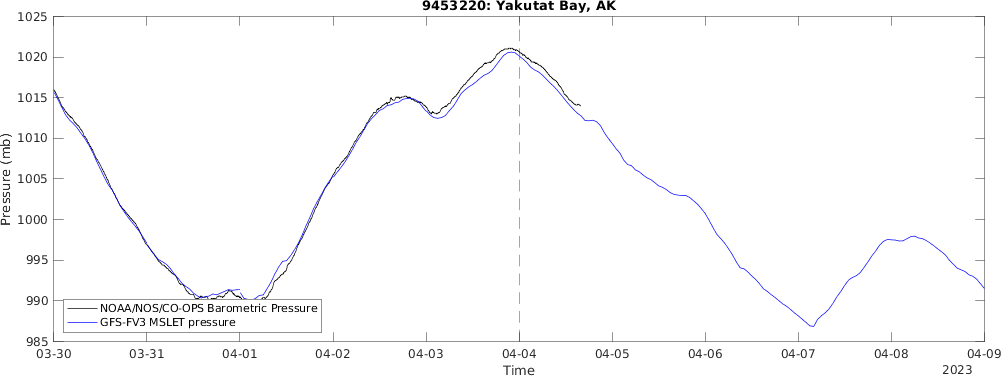 9453220: Yakutat Bay, AK
Pressure (mb)
1025
1020
1015
1010
1005
1000
995
990
985
NOAA/NOS/CO-OPS Barometric Pressure
GFS-FV3 MSLET pressure
03-30 03-31 04-01 04-02 04-03 04-04 04-05 04-06 04-07 04-08 04-09
Time
2023